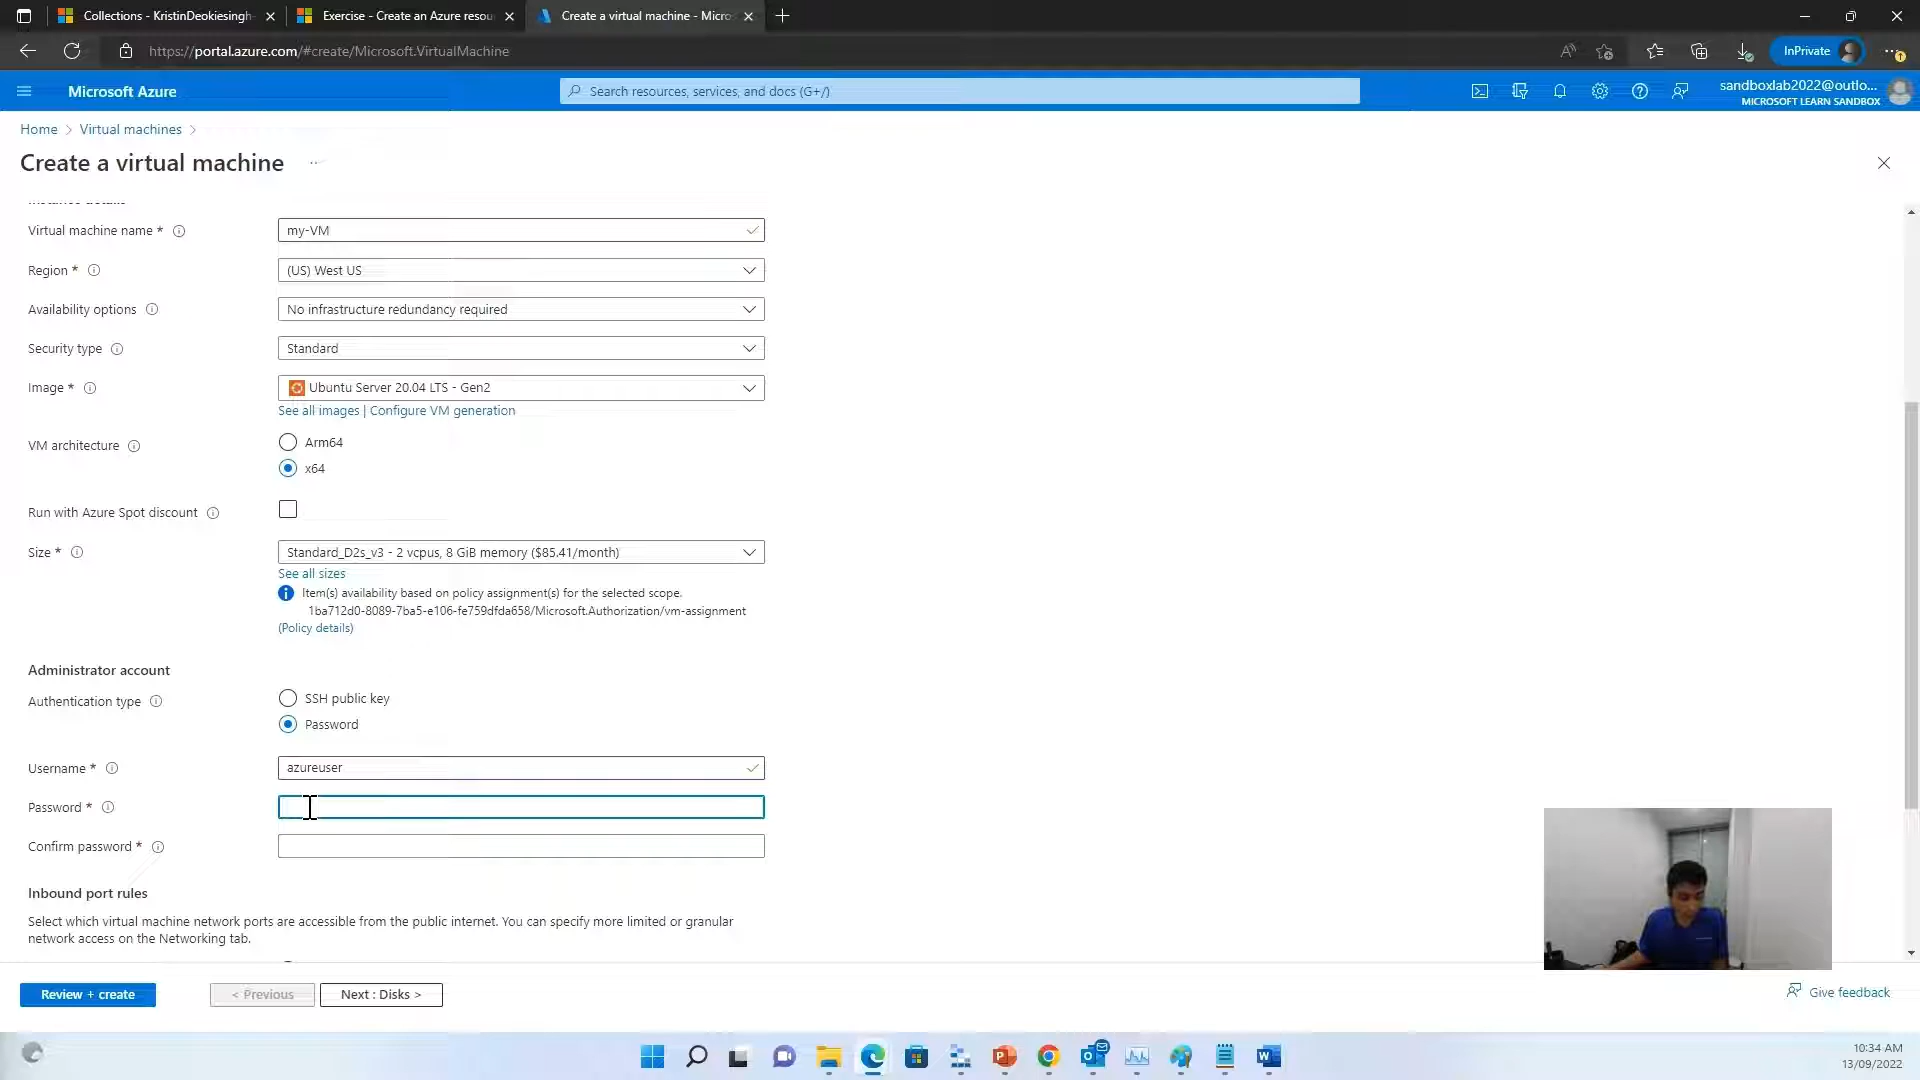 Collections - KristinDeokiesingh
Exercise - Create an Azure resou
Create a virtual machine - Micro
https://portal.azure.com/#create/Microsoft.VirtualMachine
InPrivate
Microsoft Azure
Search resources, services, and docs (G+/)
sandboxlab2022@outlo...
MICROSOFT LEARN SANDBOX
Home > Virtual machines >
Create a virtual machine ...
Virtual machine name *
my-VM
Region *
(US) West US
Availability options
No infrastructure redundancy required
Security type
Standard
Image *
Ubuntu Server 20.04 LTS - Gen2
See all images | Configure VM generation
VM architecture
Arm64
x64
Run with Azure Spot discount
Size *
Standard_D2s_v3 - 2 vcpus, 8 GiB memory ($85.41/month)
See all sizes
Item(s) availability based on policy assignment(s) for the selected scope.
1ba712d0-8089-7ba5-e106-fe759dfda658/Microsoft.Authorization/vm-assignment
(Policy details)
Administrator account
Authentication type
SSH public key
Password
Username *
azureuser
Password *
Confirm password *
Inbound port rules
Select which virtual machine network ports are accessible from the public internet. You can specify more limited or granular
network access on the Networking tab.
Review + create
< Previous
Next : Disks >
Give feedback
10:34 AM
13/09/2022